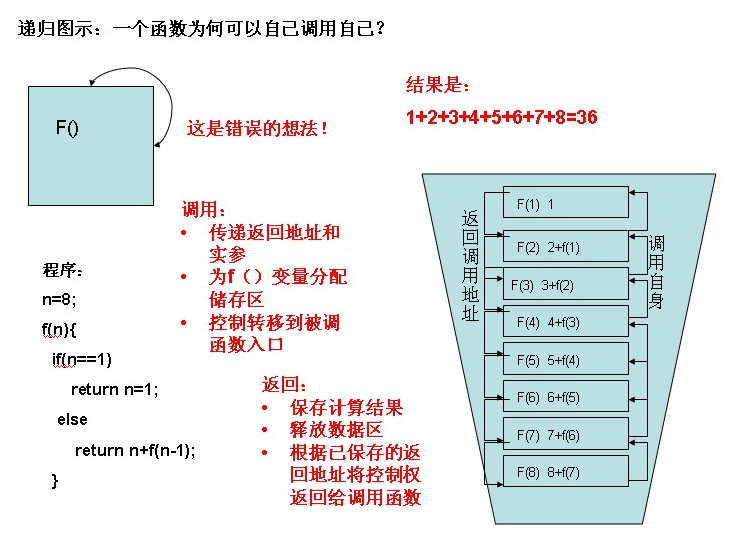 递归图示：一个函数为何可以自己调用自己？
F()
这是错误的想法！
结果是：
1+2+3+4+5+6+7+8=36
调用：
• 传递返回地址和
实参
• 为f（）变量分配
储存区
• 控制转移到被调
函数入口
程序：
n=8;
f(n){
if(n==1)
return n=1;
else
return n+f(n-1);
}
返回：
• 保存计算结果
• 释放数据区
• 根据已保存的返
回地址将控制权
返回给调用函数
返回调用地址
F(1) 1
F(2) 2+f(1)
F(3) 3+f(2)
F(4) 4+f(3)
F(5) 5+f(4)
F(6) 6+f(5)
F(7) 7+f(6)
F(8) 8+f(7)
调用自身